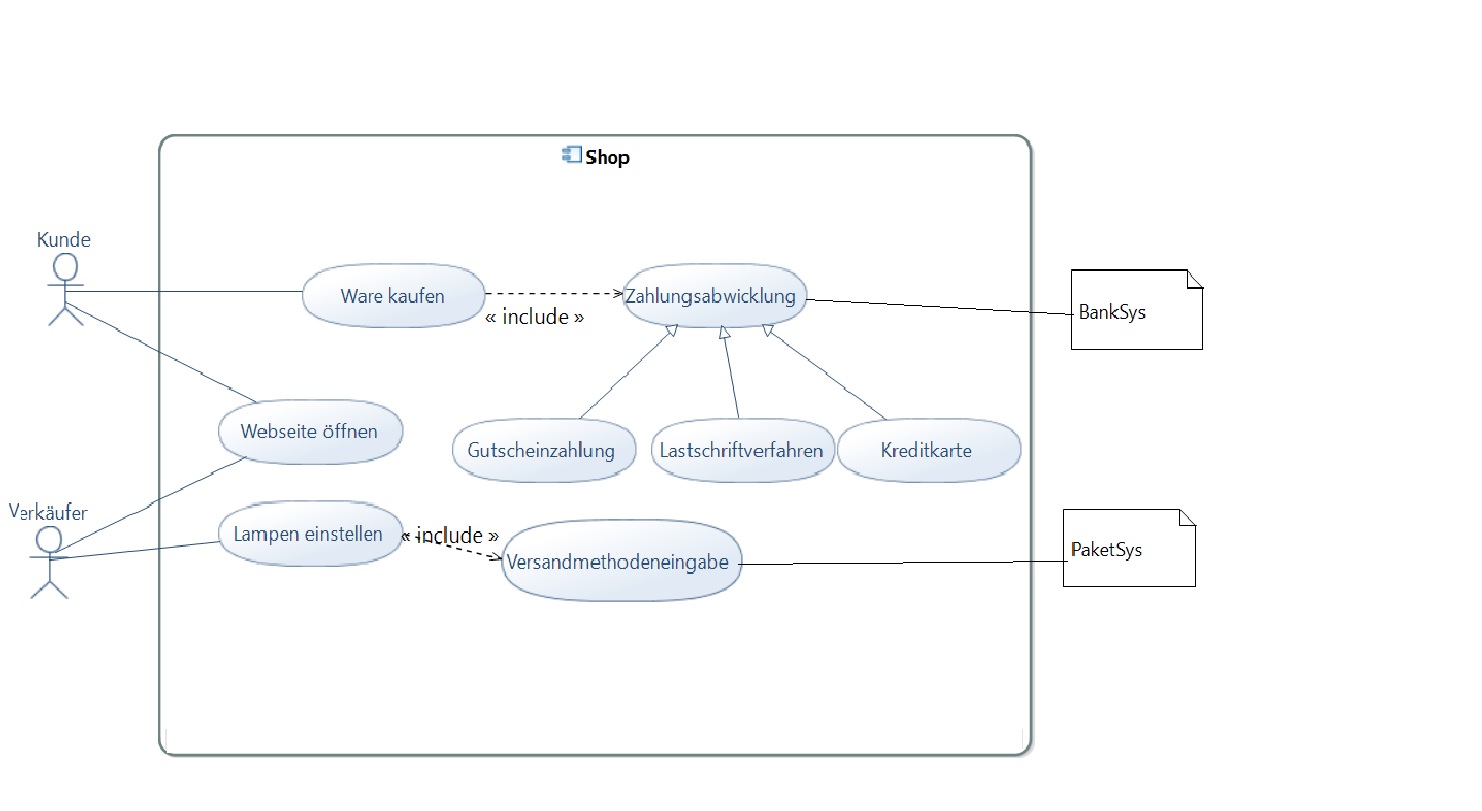 Shop
Kunde
Ware kaufen
Zahlungsabwicklung
« include »
BankSys
Webseite öffnen
Gutscheinzahlung
Lastschriftverfahren
Kreditkarte
Verkäufer
Lampen einstellen
« include »
Versandmethodeneingabe
PaketSys